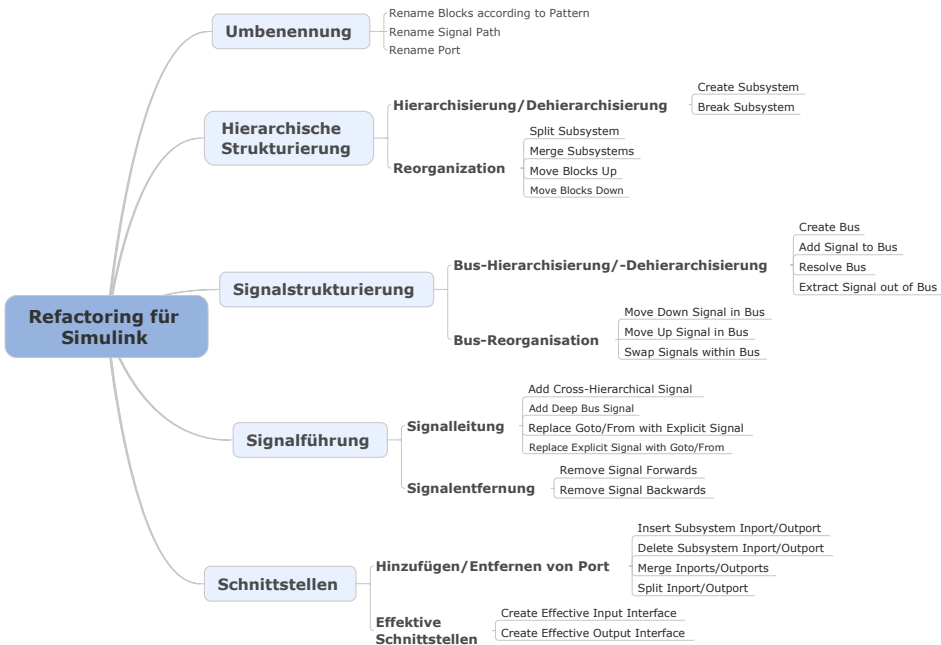 Refactoring für
Simulink
Umbenennung
Rename Blocks according to Pattern
Rename Signal Path
Rename Port
Hierarchische
Strukturierung
Hierarchisierung/Dehierarchisierung
Create Subsystem
Break Subsystem
Reorganization
Split Subsystem
Merge Subsystems
Move Blocks Up
Move Blocks Down
Signalstrukturierung
Bus-Hierarchisierung/-Dehierarchisierung
Create Bus
Add Signal to Bus
Resolve Bus
Extract Signal out of Bus
Bus-Reorganisation
Move Down Signal in Bus
Move Up Signal in Bus
Swap Signals within Bus
Signalführung
Signalleitung
Add Cross-Hierarchical Signal
Add Deep Bus Signal
Replace Goto/From with Explicit Signal
Replace Explicit Signal with Goto/From
Signalentfernung
Remove Signal Forwards
Remove Signal Backwards
Schnittstellen
Hinzufügen/Entfernen von Port
Insert Subsystem Inport/Outport
Delete Subsystem Inport/Outport
Merge Inports/Outports
Split Inport/Outport
Effektive
Schnittstellen
Create Effective Input Interface
Create Effective Output Interface